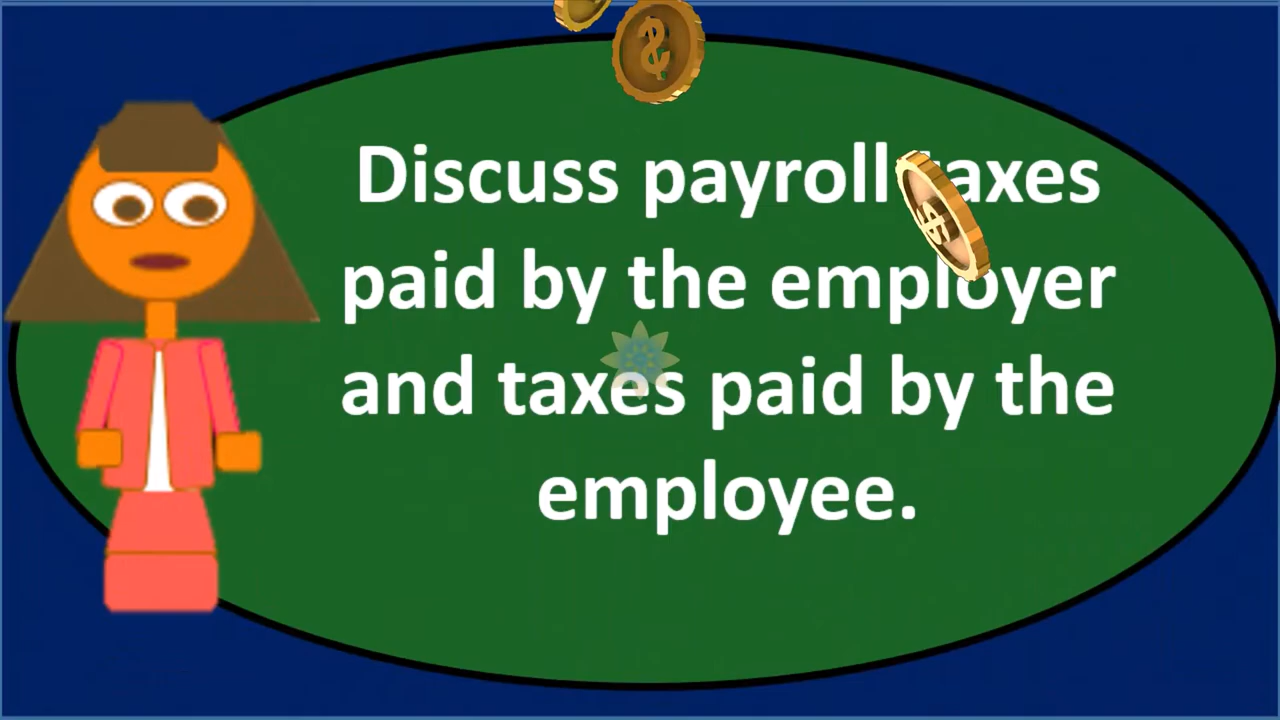 Discuss payroll taxes
paid by the employer
and taxes paid by the
employee.